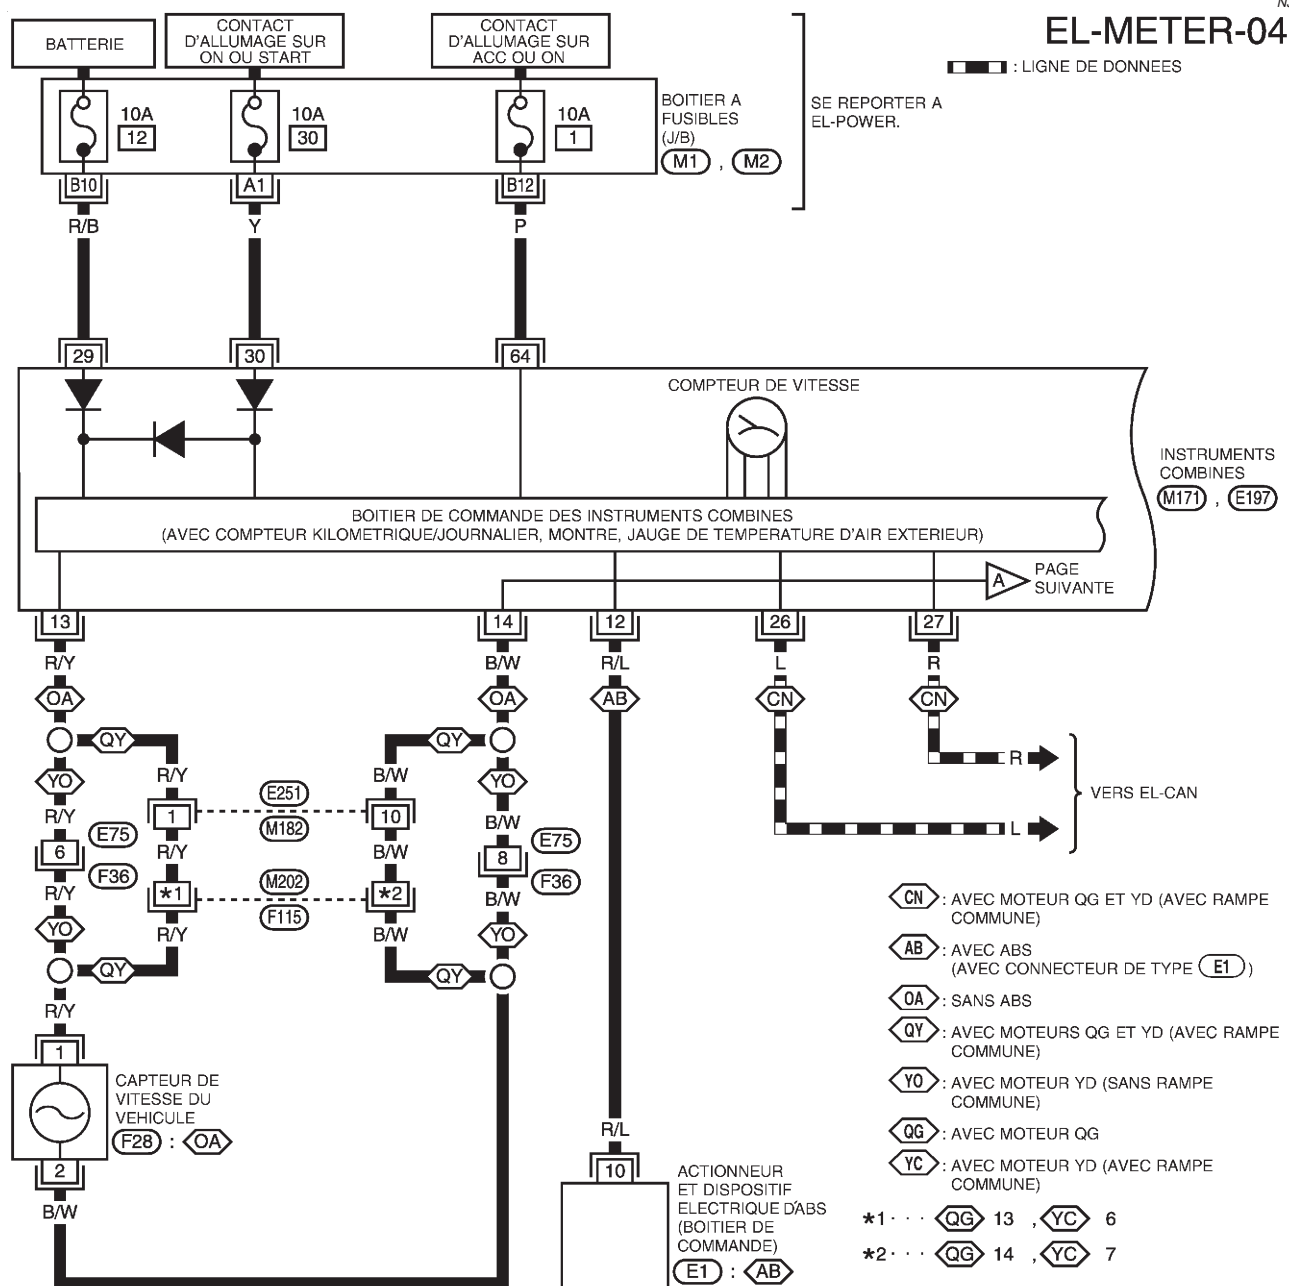 EL-METER-04
BATTERIE
CONTACT
D'ALLUMAGE SUR
ON OU START
CONTACT
D'ALLUMAGE SUR
ACC OU ON
: LIGNE DE DONNEES
10A
12
10A
30
10A
1
BOITIER A
FUSIBLES
(J/B)
M1 , M2
SE REPORTER A
EL-POWER.
B10
A1
B12
R/B
Y
P
29
30
64
COMPTEUR DE VITESSE
INSTRUMENTS
COMBINES
M171 , E197
BOITIER DE COMMANDE DES INSTRUMENTS COMBINES
(AVEC COMPTEUR KILOMETRIQUE/JOURNALIER, MONTRE, JAUGE DE TEMPERATURE D'AIR EXTERIEUR)
A
PAGE
SUIVANTE
13
14
12
26
27
R/Y
B/W
R/L
L
R
OA
OA
AB
CN
CN
QY
QY
YO
R/Y
B/W
YO
R
VERS EL-CAN
L
R/Y
1
E251
M182
10
B/W
6
E75
F36
R/Y
B/W
8
E75
F36
R/Y
*1
M202
F115
*2
B/W
YO
R/Y
B/W
YO
QY
QY
R/Y
1
CAPTEUR DE
VITESSE DU
VEHICULE
F28 : OA
2
B/W
R/L
10
ACTIONNEUR
ET DISPOSITIF
ELECTRIQUE D'ABS
(BOITIER DE
COMMANDE)
E1 : AB
CN : AVEC MOTEUR QG ET YD (AVEC RAMPE
COMMUNE)
AB : AVEC ABS
(AVEC CONNECTEUR DE TYPE E1 )
OA : SANS ABS
QY : AVEC MOTEURS QG ET YD (AVEC RAMPE
COMMUNE)
YO : AVEC MOTEUR YD (SANS RAMPE
COMMUNE)
QG : AVEC MOTEUR QG
YC : AVEC MOTEUR YD (AVEC RAMPE
COMMUNE)
*1 · · · QG 13 , YC 6
*2 · · · QG 14 , YC 7